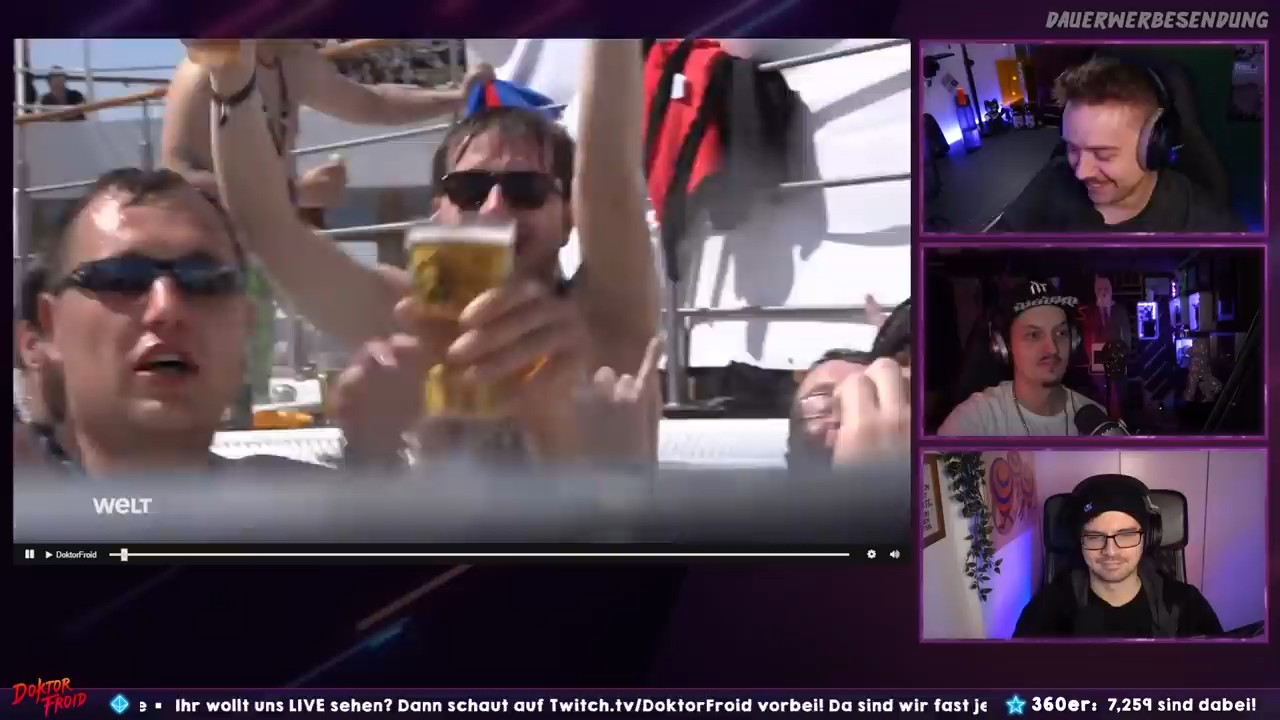 DAUERWERBESENDUNG
WELT
DoktorFroid
DOKTOR
FROID
e ▪ Ihr wollt uns LIVE sehen? Dann schaut auf Twitch.tv/DoktorFroid vorbei! Da sind wir fast je
360er: 7,259 sind dabei!